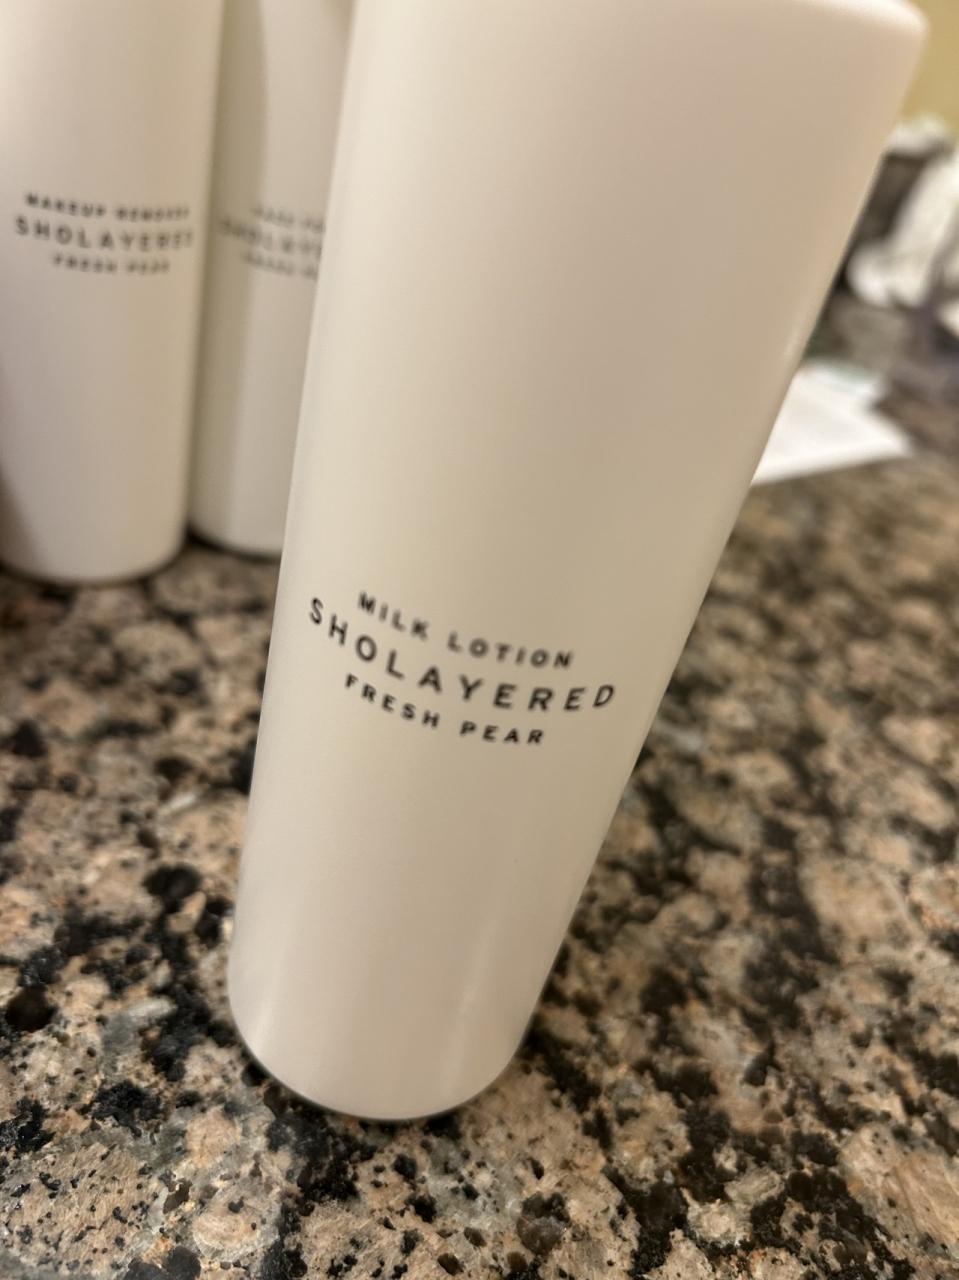 MAKEUP REMOVER
SHOLAYERED
FRESH PEAR
MILK LOTION
SHOLAYERED
FRESH PEAR